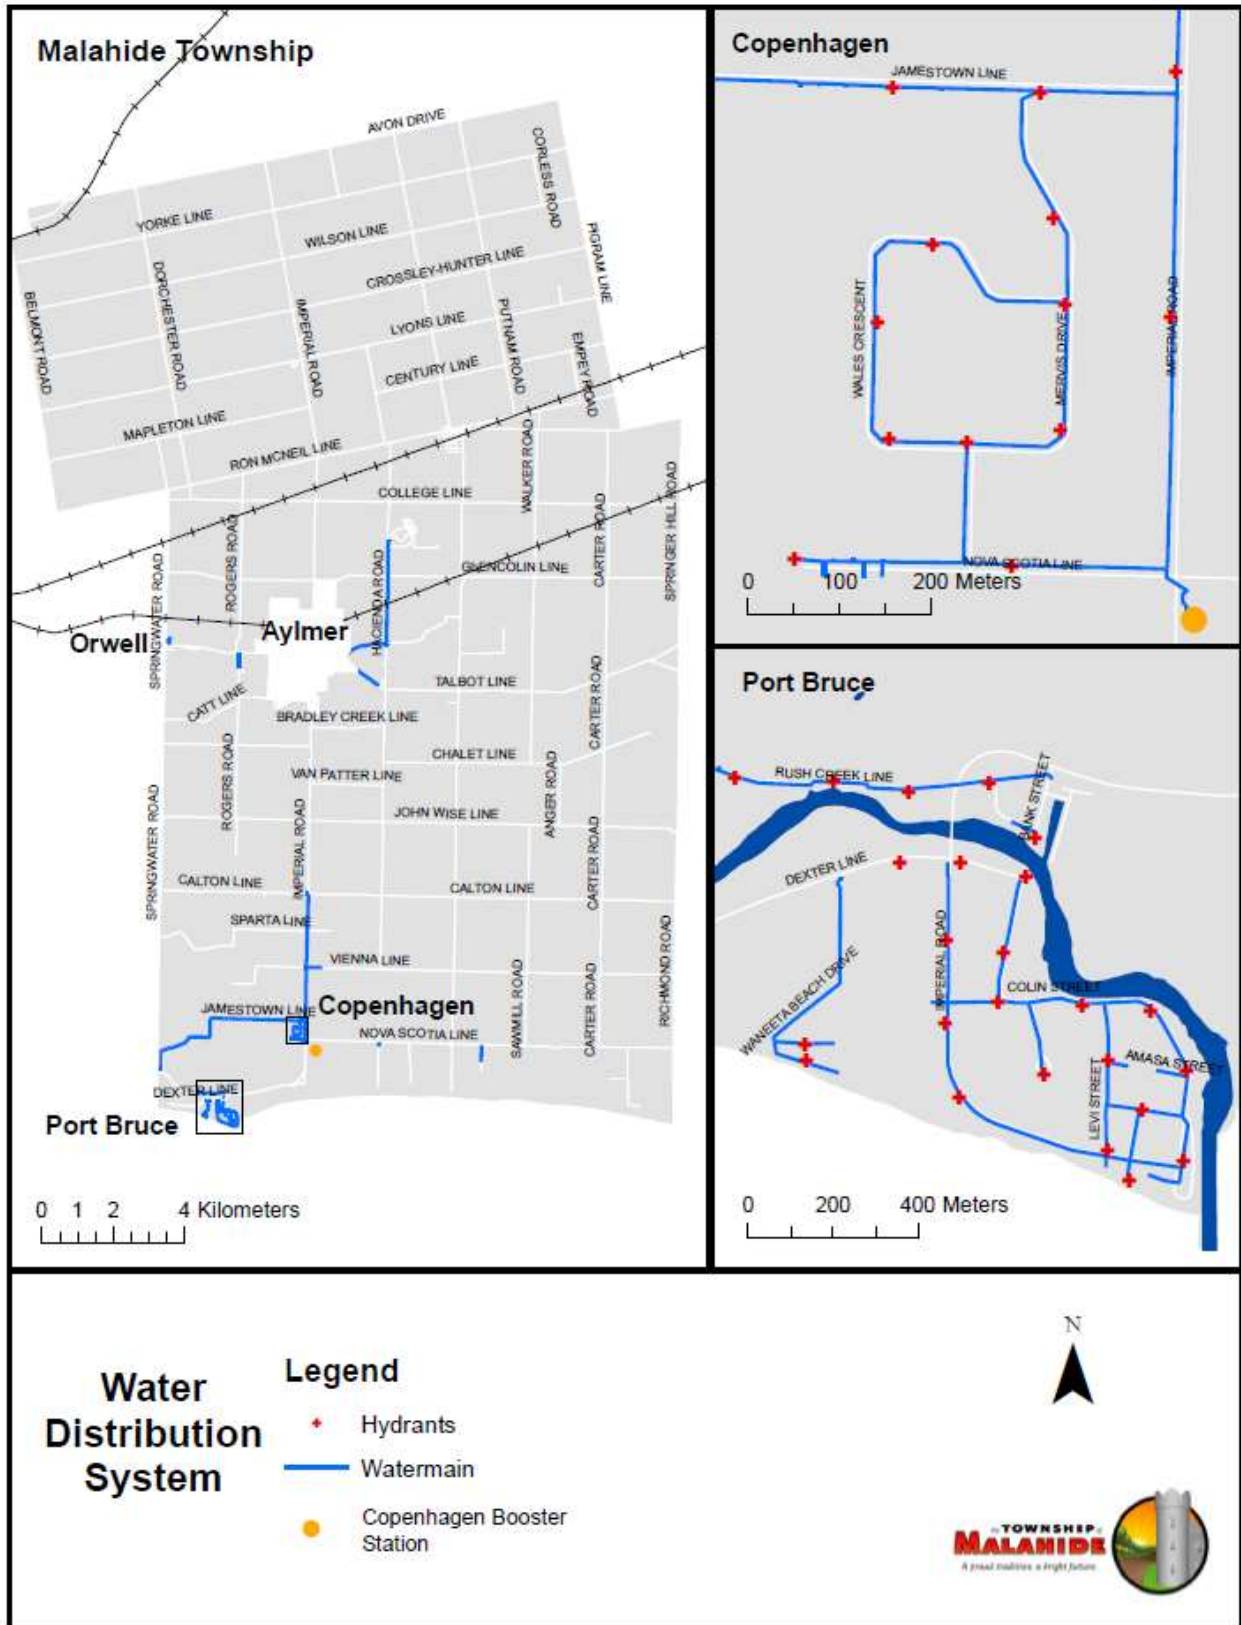 Malahide Township
AVON DRIVE
CORLESS ROAD
YORKE LINE
WILSON LINE
PIGRAM LINE
CROSSLEY-HUNTER LINE
DORCHESTER ROAD
BELMONT ROAD
IMPERIAL ROAD
PUTNAM ROAD
LYONS LINE
EMPEY ROAD
CENTURY LINE
MAPLETON LINE
RON MCNEIL LINE
WALKER ROAD
SPRINGER HILL ROAD
COLLEGE LINE
CARTER ROAD
ROGERS ROAD
HACIENDA ROAD
SPRINGWATER ROAD
GLENCOLIN LINE
Aylmer
Orwell
TALBOT LINE
CARTER ROAD
CATT LINE
BRADLEY CREEK LINE
ROGERS ROAD
CHALET LINE
ANGER ROAD
VAN PATTER LINE
SPRINGWATER ROAD
IMPERIAL ROAD
JOHN WISE LINE
CARTER ROAD
CALTON LINE
CALTON LINE
SPARTA LINE
RICHMOND ROAD
VIENNA LINE
SAWMILL ROAD
CARTER ROAD
JAMESTOWN LINE
Copenhagen
NOVA SCOTIA LINE
DEXTER LINE
Port Bruce
0 1 2 4 Kilometers
Copenhagen
JAMESTOWN LINE
WALES CRESCENT
MERVIS DRIVE
IMPERIAL ROAD
NOVA SCOTIA LINE
0 100 200 Meters
Port Bruce
RUSH CREEK LINE
BANK STREET
DEXTER LINE
IMPERIAL ROAD
WANEETA BEACH DRIVE
COLIN STREET
AMASA STREET
LEVI STREET
0 200 400 Meters
Water
Distribution
System
Legend
Hydrants
Watermain
Copenhagen Booster
Station
N
TOWNSHIP
MALAHIDE
A proud tradition, a bright future.